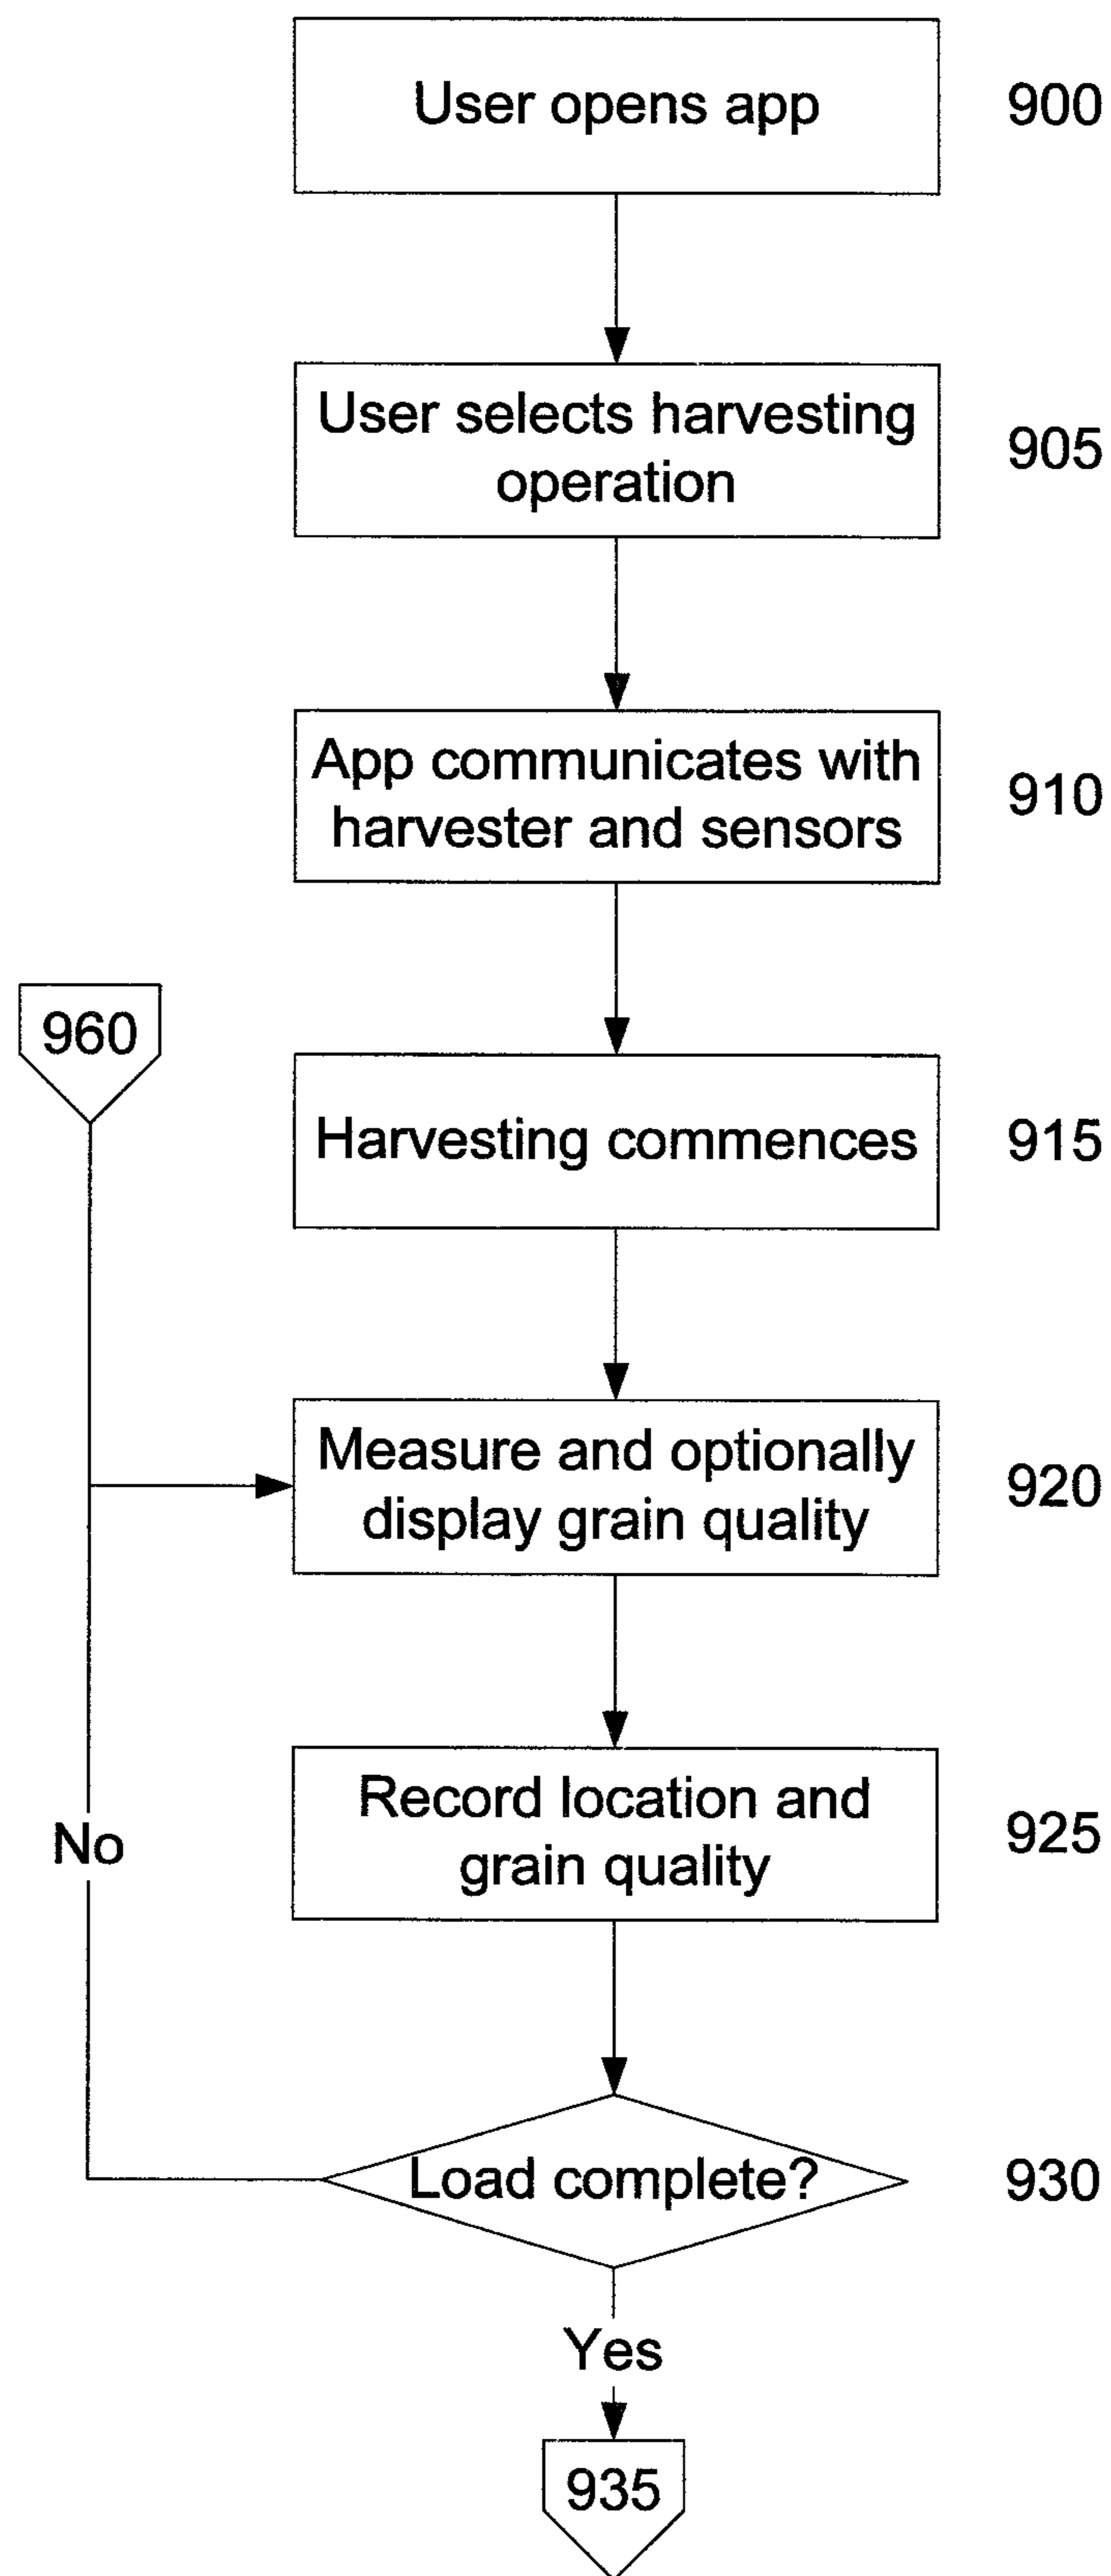 User opens app
900
User selects harvesting
operation
905
App communicates with
harvester and sensors
910
960
Harvesting commences
915
Measure and optionally
display grain quality
920
Record location and
grain quality
925
No
Load complete?
930
Yes
935